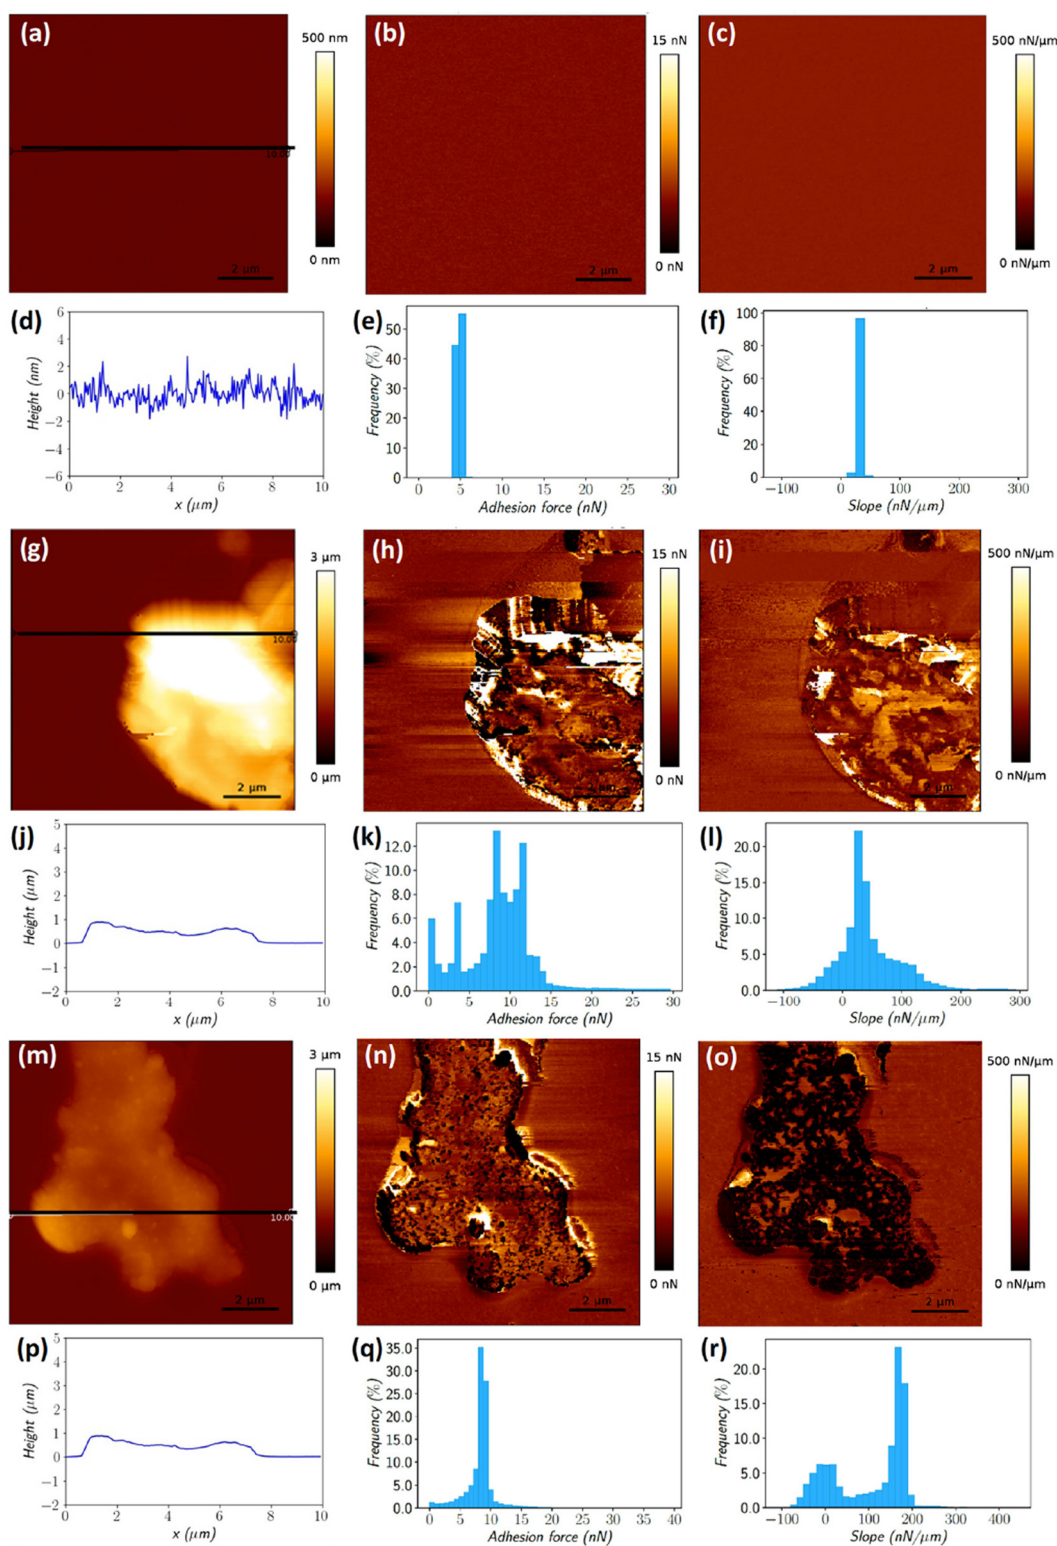 (a)
500 nm
10.00
2 μm
0 nm
(b)
15 nN
2 μm
0 nN
(c)
500 nN/μm
2 μm
0 nN/μm
(d)
6
4
2
0
−2
−4
−6
Height (nm)
0 2 4 6 8 10
x (μm)
(e)
50
40
30
20
10
0
Frequency (%)
0 5 10 15 20 25 30
Adhesion force (nN)
(f)
100
80
60
40
20
0
Frequency (%)
−100 0 100 200 300
Slope (nN/μm)
(g)
3 μm
10.00
2 μm
0 μm
(h)
15 nN
2 μm
0 nN
(i)
500 nN/μm
2 μm
0 nN/μm
(j)
5
4
3
2
1
0
−1
−2
Height (μm)
0 2 4 6 8 10
x (μm)
(k)
12.0
10.0
8.0
6.0
4.0
2.0
0.0
Frequency (%)
0 5 10 15 20 25 30
Adhesion force (nN)
(l)
20.0
15.0
10.0
5.0
0.0
Frequency (%)
−100 0 100 200 300
Slope (nN/μm)
(m)
3 μm
10.00
2 μm
0 μm
(n)
15 nN
2 μm
0 nN
(o)
500 nN/μm
2 μm
0 nN/μm
(p)
5
4
3
2
1
0
−1
−2
Height (μm)
0 2 4 6 8 10
x (μm)
(q)
35.0
30.0
25.0
20.0
15.0
10.0
5.0
0.0
Frequency (%)
0 5 10 15 20 25 30 35 40
Adhesion force (nN)
(r)
20.0
15.0
10.0
5.0
0.0
Frequency (%)
−100 0 100 200 300 400
Slope (nN/μm)